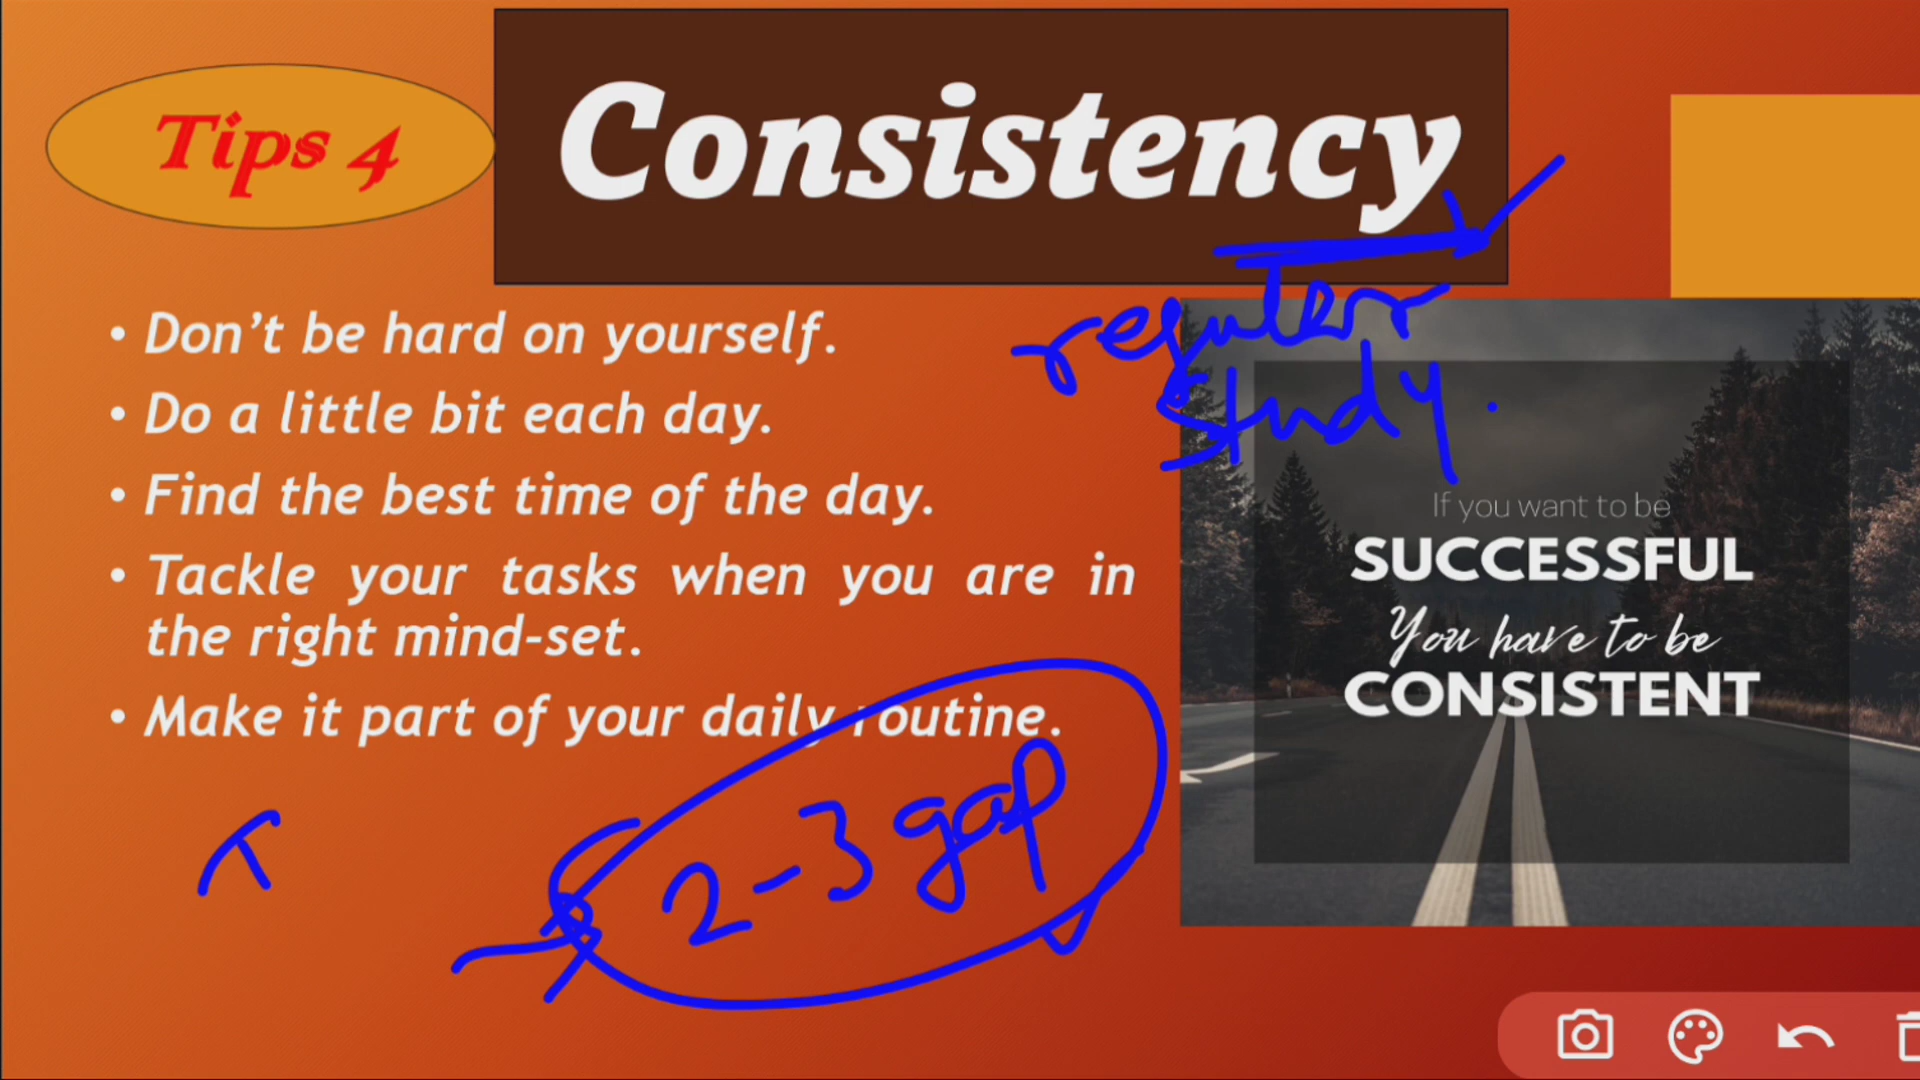 Tips 4
Consistency
regular
study.
• Don't be hard on yourself.
• Do a little bit each day.
• Find the best time of the day.
• Tackle your tasks when you are in
the right mind-set.
• Make it part of your daily routine.
2-3 gap
If you want to be
SUCCESSFUL
You have to be
CONSISTENT